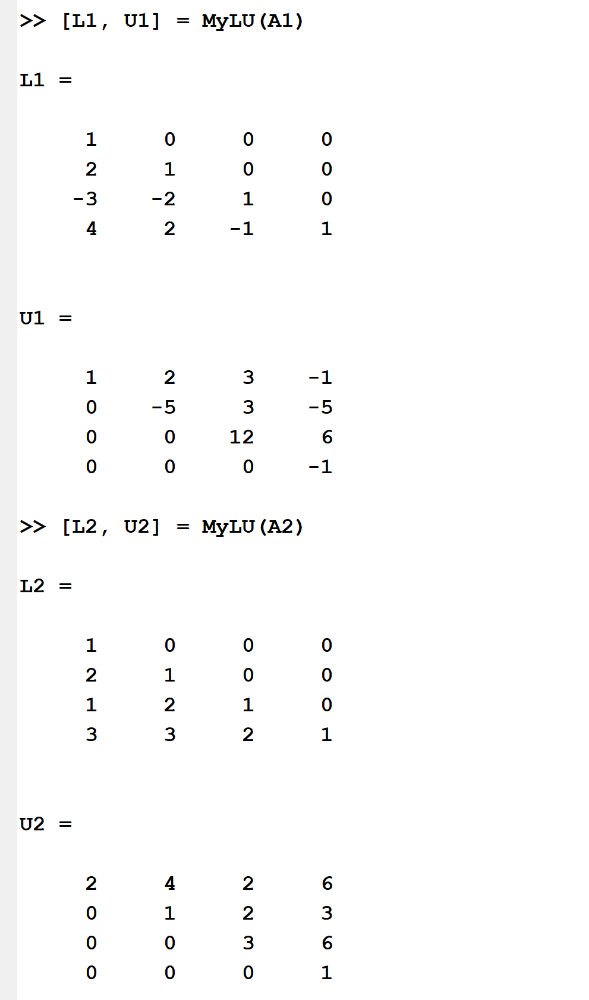 >> [L1, U1] = MyLU(A1)
L1 =
1 0 0 0
2 1 0 0
-3 -2 1 0
4 2 -1 1
U1 =
1 2 3 -1
0 -5 3 -5
0 0 12 6
0 0 0 -1
>> [L2, U2] = MyLU(A2)
L2 =
1 0 0 0
2 1 0 0
1 2 1 0
3 3 2 1
U2 =
2 4 2 6
0 1 2 3
0 0 3 6
0 0 0 1